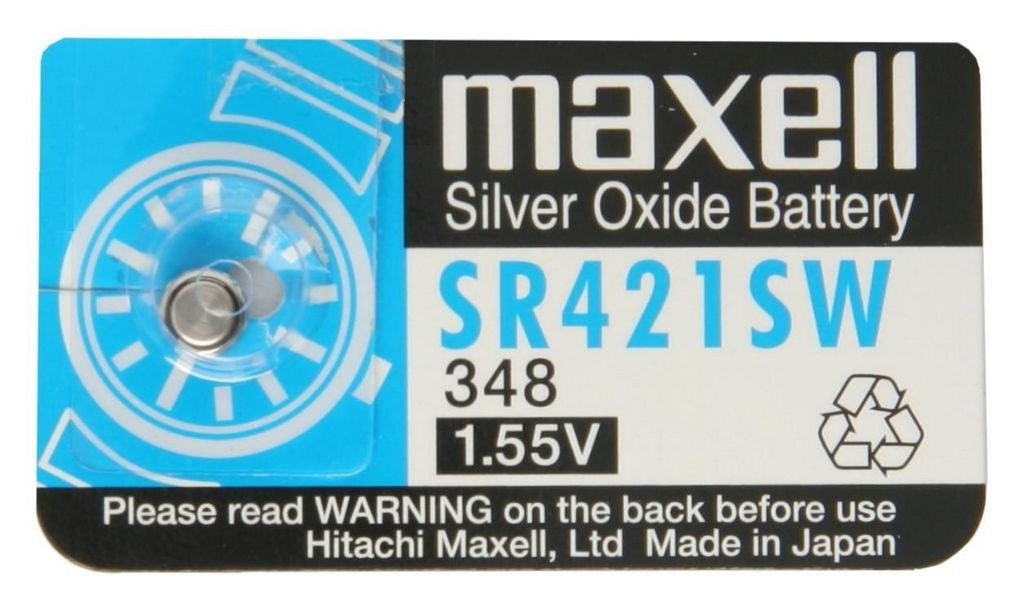 maxell
Silver Oxide Battery
SR421SW
348
1.55V
Please read WARNING on the back before use
Hitachi Maxell, Ltd Made in Japan